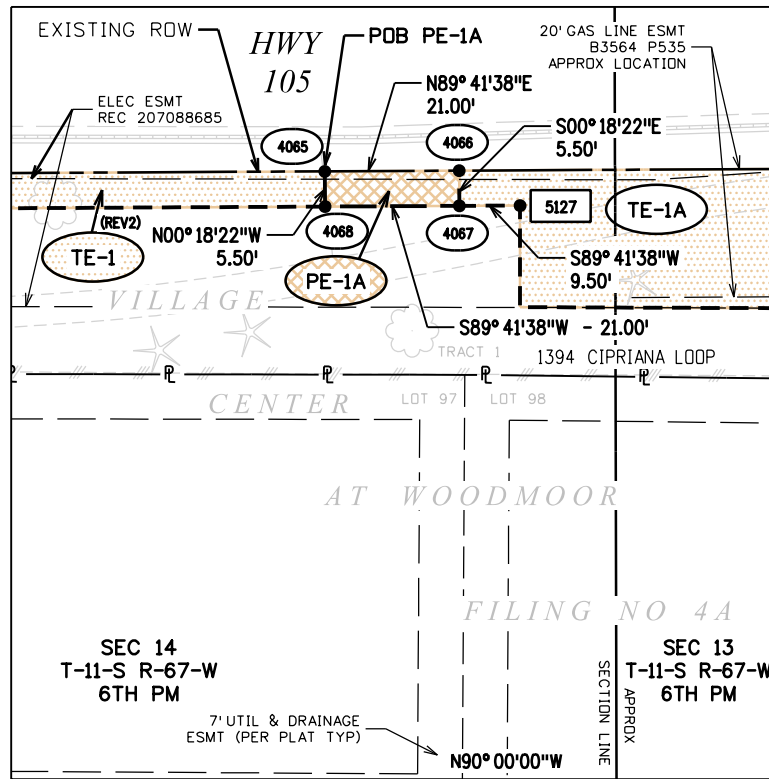 EXISTING ROW
HWY
105
POB PE-1A
20' GAS LINE ESMT
B3564 P535
APPROX LOCATION
N89° 41'38"E
21.00'
ELEC ESMT
REC 207088685
4065
4066
S00° 18'22"E
5.50'
(REV2)
TE-1
N00° 18'22"W
5.50'
4068
4067
5127
TE-1A
S89° 41'38"W
9.50'
PE-1A
VILLAGE
S89° 41'38"W - 21.00'
TRACT 1
1394 CIPRIANA LOOP
PL PL PL PL PL
CENTER
LOT 97
LOT 98
AT WOODMOOR
FILING NO 4A
SEC 14
T-11-S R-67-W
6TH PM
SEC 13
T-11-S R-67-W
6TH PM
SECTION LINE
APPROX
7' UTIL & DRAINAGE
ESMT (PER PLAT TYP)
N90° 00'00"W